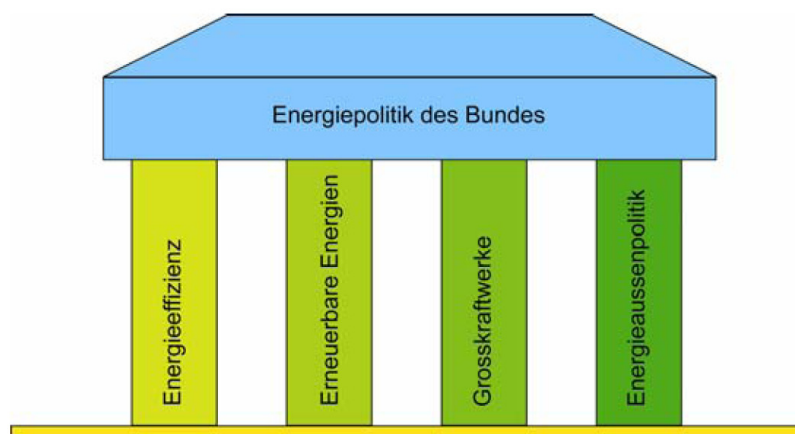 Energiepolitik des Bundes
Energieeffizienz
Erneuerbare Energien
Grosskraftwerke
Energieaussenpolitik